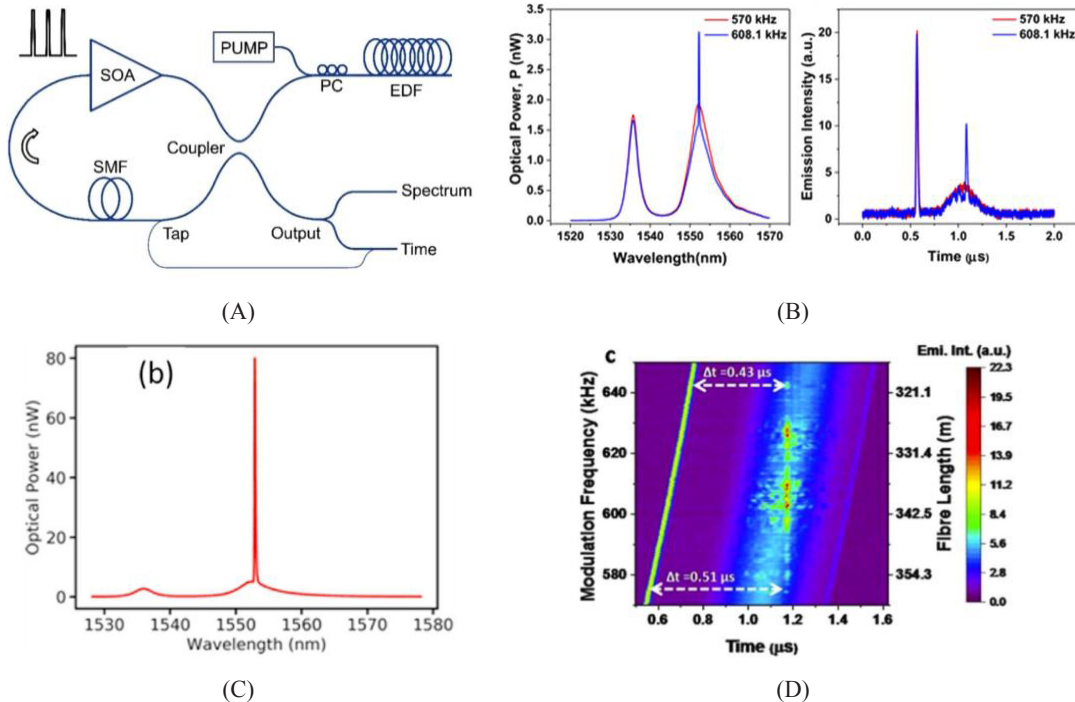 PUMP
SOA
PC
EDF
Coupler
SMF
Spectrum
Tap
Output
Time
(A)
570 kHz
608.1 kHz
Optical Power, P (nW)
3.5
3.0
2.5
2.0
1.5
1.0
0.5
0.0
1520 1530 1540 1550 1560 1570
Wavelength(nm)
570 kHz
608.1 kHz
Emission Intensity (a.u.)
20
15
10
5
0
0.0 0.5 1.0 1.5 2.0
Time (μs)
(B)
(b)
Optical Power (nW)
80
60
40
20
0
1530 1540 1550 1560 1570 1580
Wavelength (nm)
(C)
c
Emi. Int. (a.u.)
Δt =0.43 μs
Δt =0.51 μs
Modulation Frequency (kHz)
640
620
600
580
321.1
331.4
342.5
354.3
Fibre Length (m)
22.3
19.5
16.7
13.9
11.2
8.4
5.6
2.8
0.0
0.6 0.8 1.0 1.2 1.4 1.6
Time (μs)
(D)